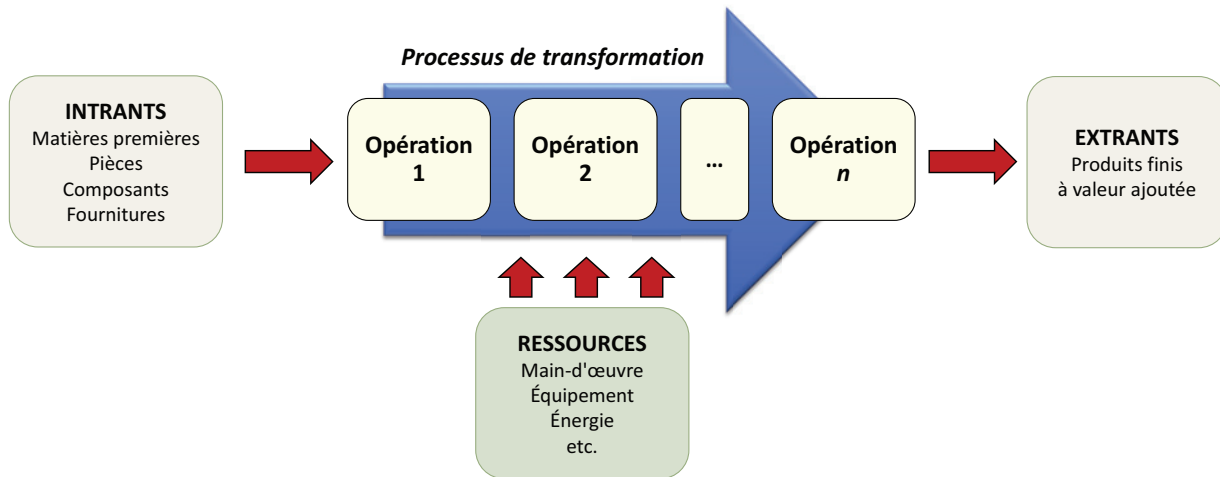 Processus de transformation
INTRANTS
Matières premières
Pièces
Composants
Fournitures
Opération
1
Opération
2
...
Opération
n
EXTRANTS
Produits finis
à valeur ajoutée
RESSOURCES
Main-d'œuvre
Équipement
Énergie
etc.